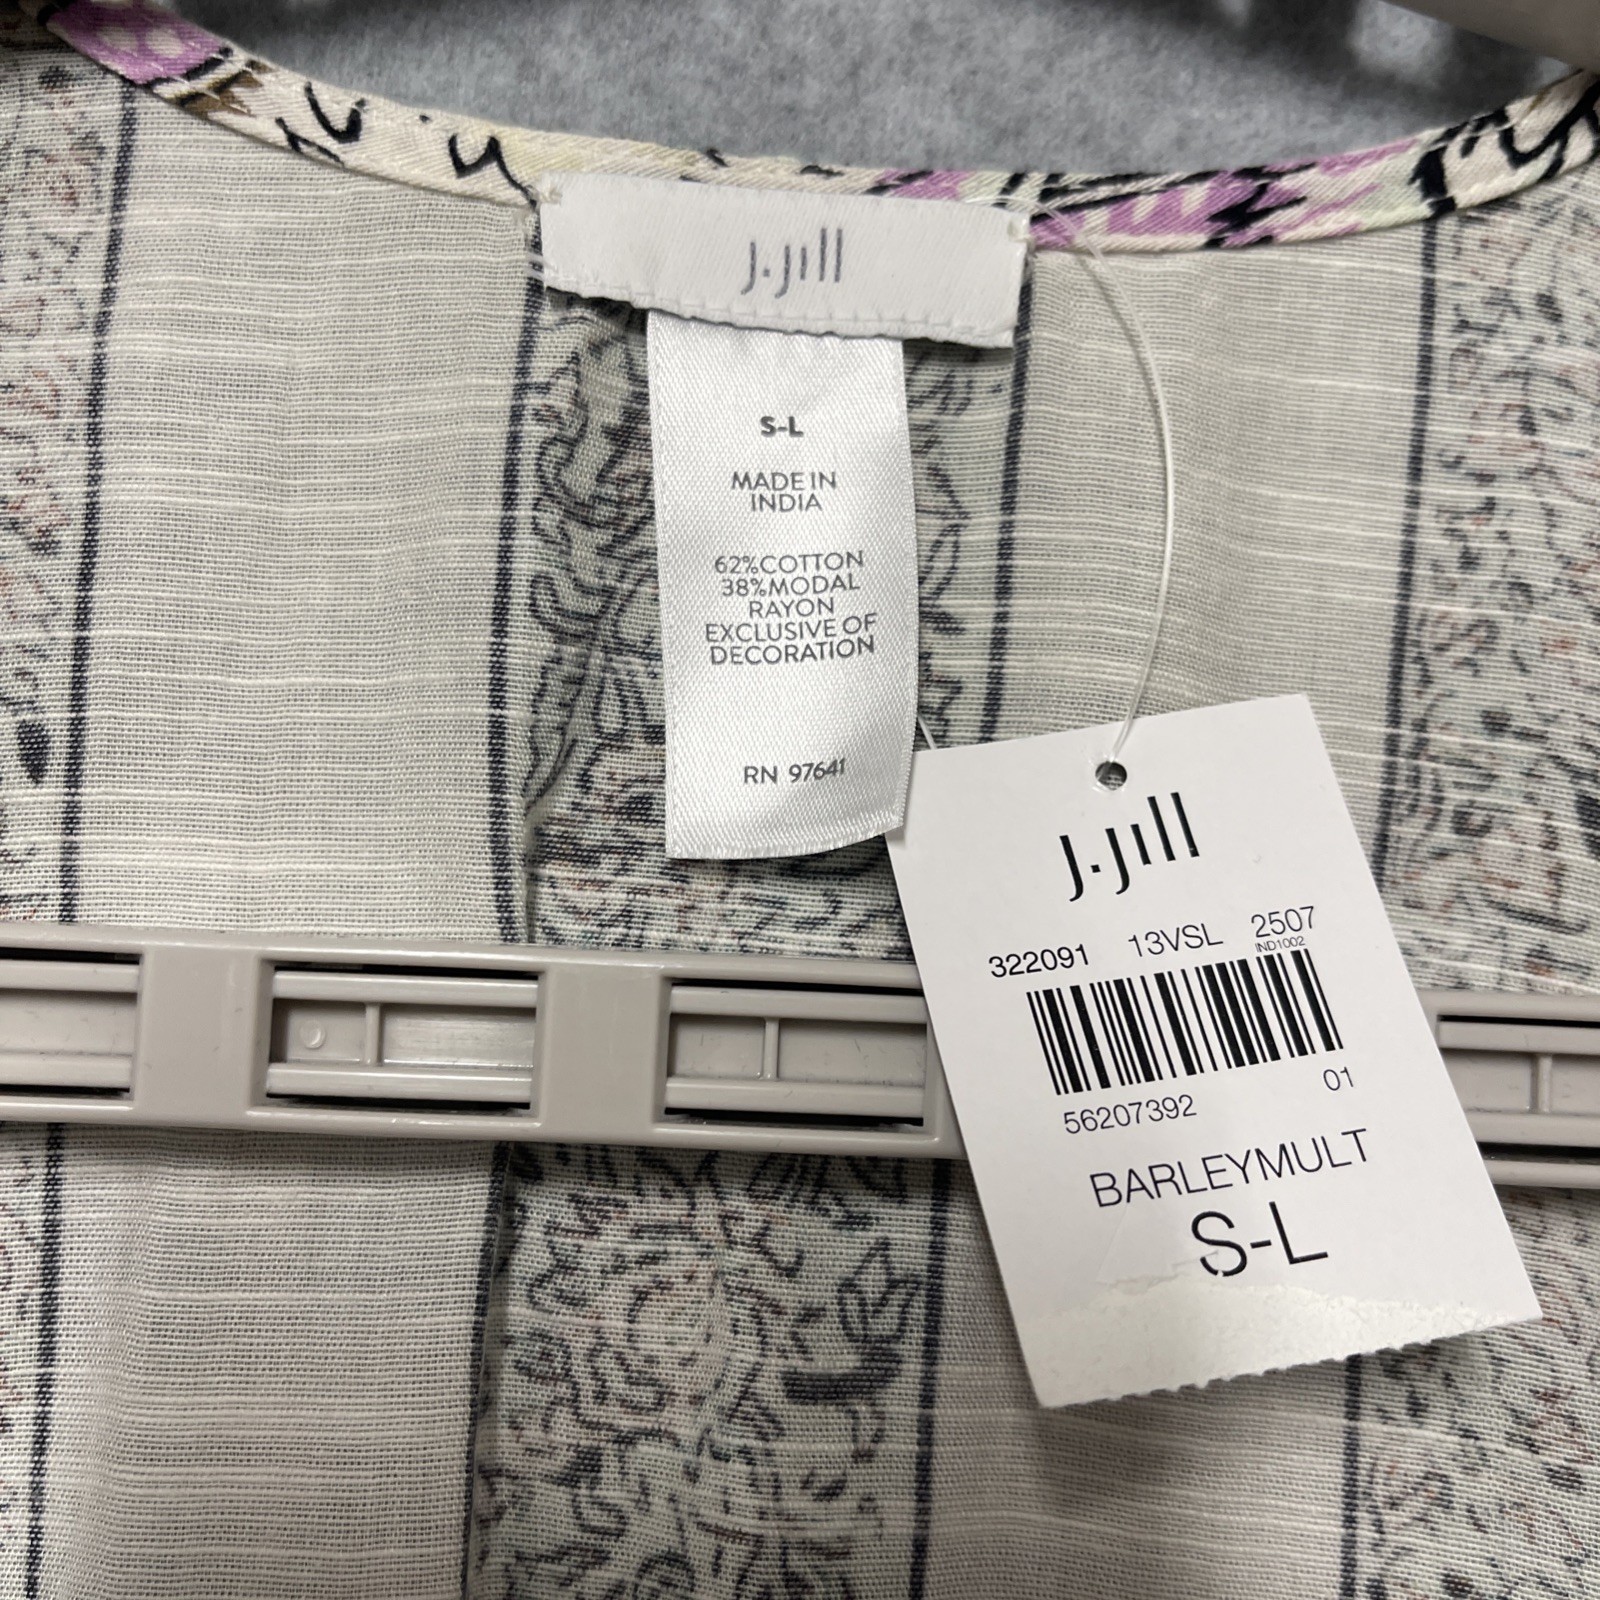 J.Jill
S-L
MADE IN
INDIA
62%COTTON
38%MODAL
RAYON
EXCLUSIVE OF
DECORATION
RN 97641
J.Jill
322091 13VSL 2507
IND1002
56207392 01
BARLEYMULT
S-L